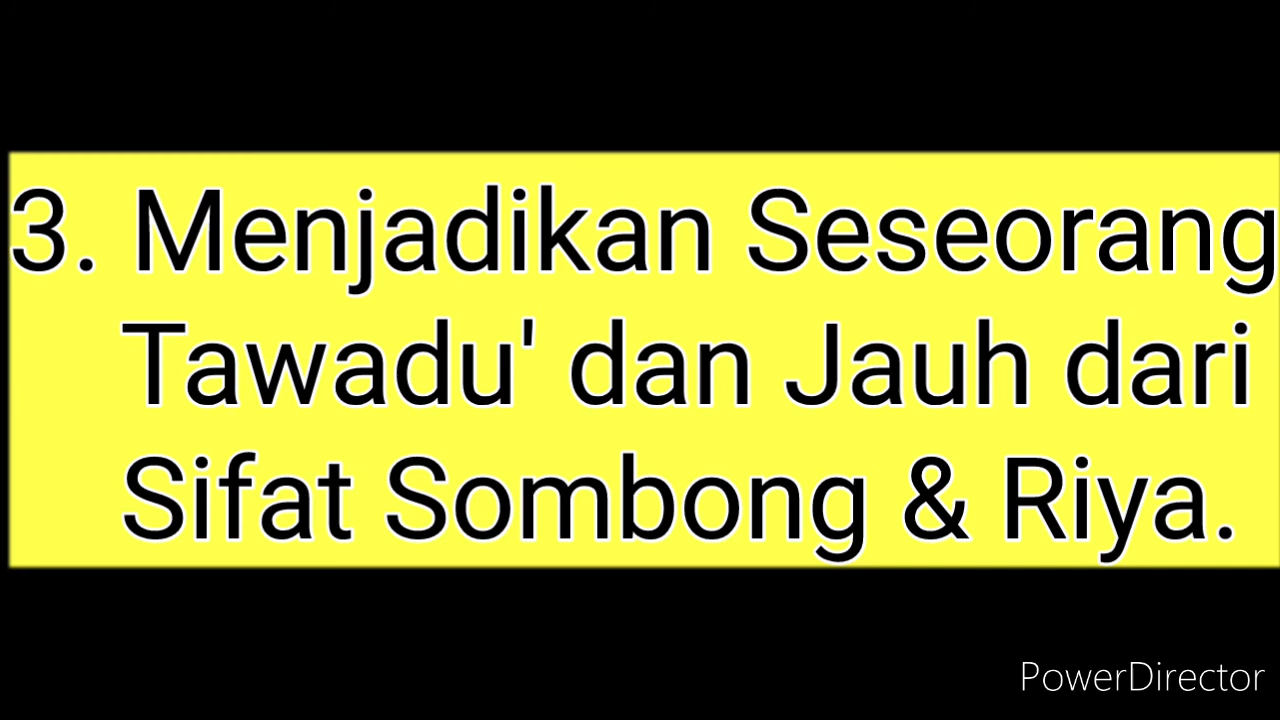 3. Menjadikan Seseorang
Tawadu' dan Jauh dari
Sifat Sombong & Riya.
PowerDirector